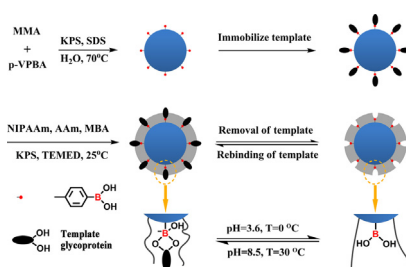 MMA
+
p-VPBA
KPS, SDS
H₂O, 70°C
Immobilize template
NIPAAm, AAm, MBA
KPS, TEMED, 25°C
Removal of template
Rebinding of template
OH
B
OH
OH
OH
Template
glycoprotein
B
OH
O
O
pH=3.6, T=0 °C
pH=8.5, T=30 °C
B
HO
OH